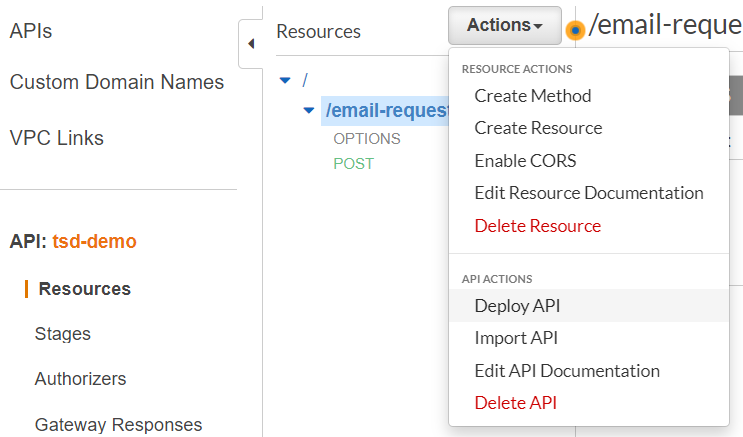 APIs
Custom Domain Names
VPC Links
API: tsd-demo
Resources
Stages
Authorizers
Gateway Responses
Resources
/
/email-request
OPTIONS
POST
Actions
/email-reque
RESOURCE ACTIONS
Create Method
Create Resource
Enable CORS
Edit Resource Documentation
Delete Resource
API ACTIONS
Deploy API
Import API
Edit API Documentation
Delete API